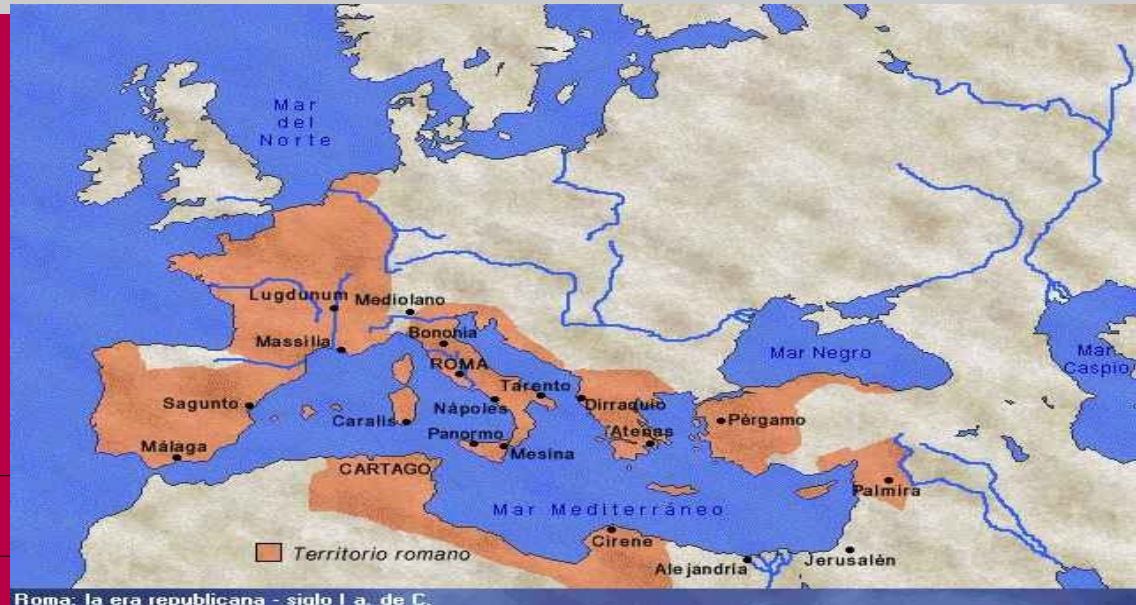 Mar
del
Norte
Lugdunum
Mediolano
Massilia
Bononia
ROMA
Mar Negro
Mar
Caspio
Sagunto
Tarento
Nápoles
Dirraquio
Pérgamo
Caralis
Atenas
Panormo
Mesina
Málaga
CARTAGO
Palmira
Mar Mediterráneo
Cirene
Territorio romano
Alejandría
Jerusalén
Roma: la era republicana - siglo I a. de C.